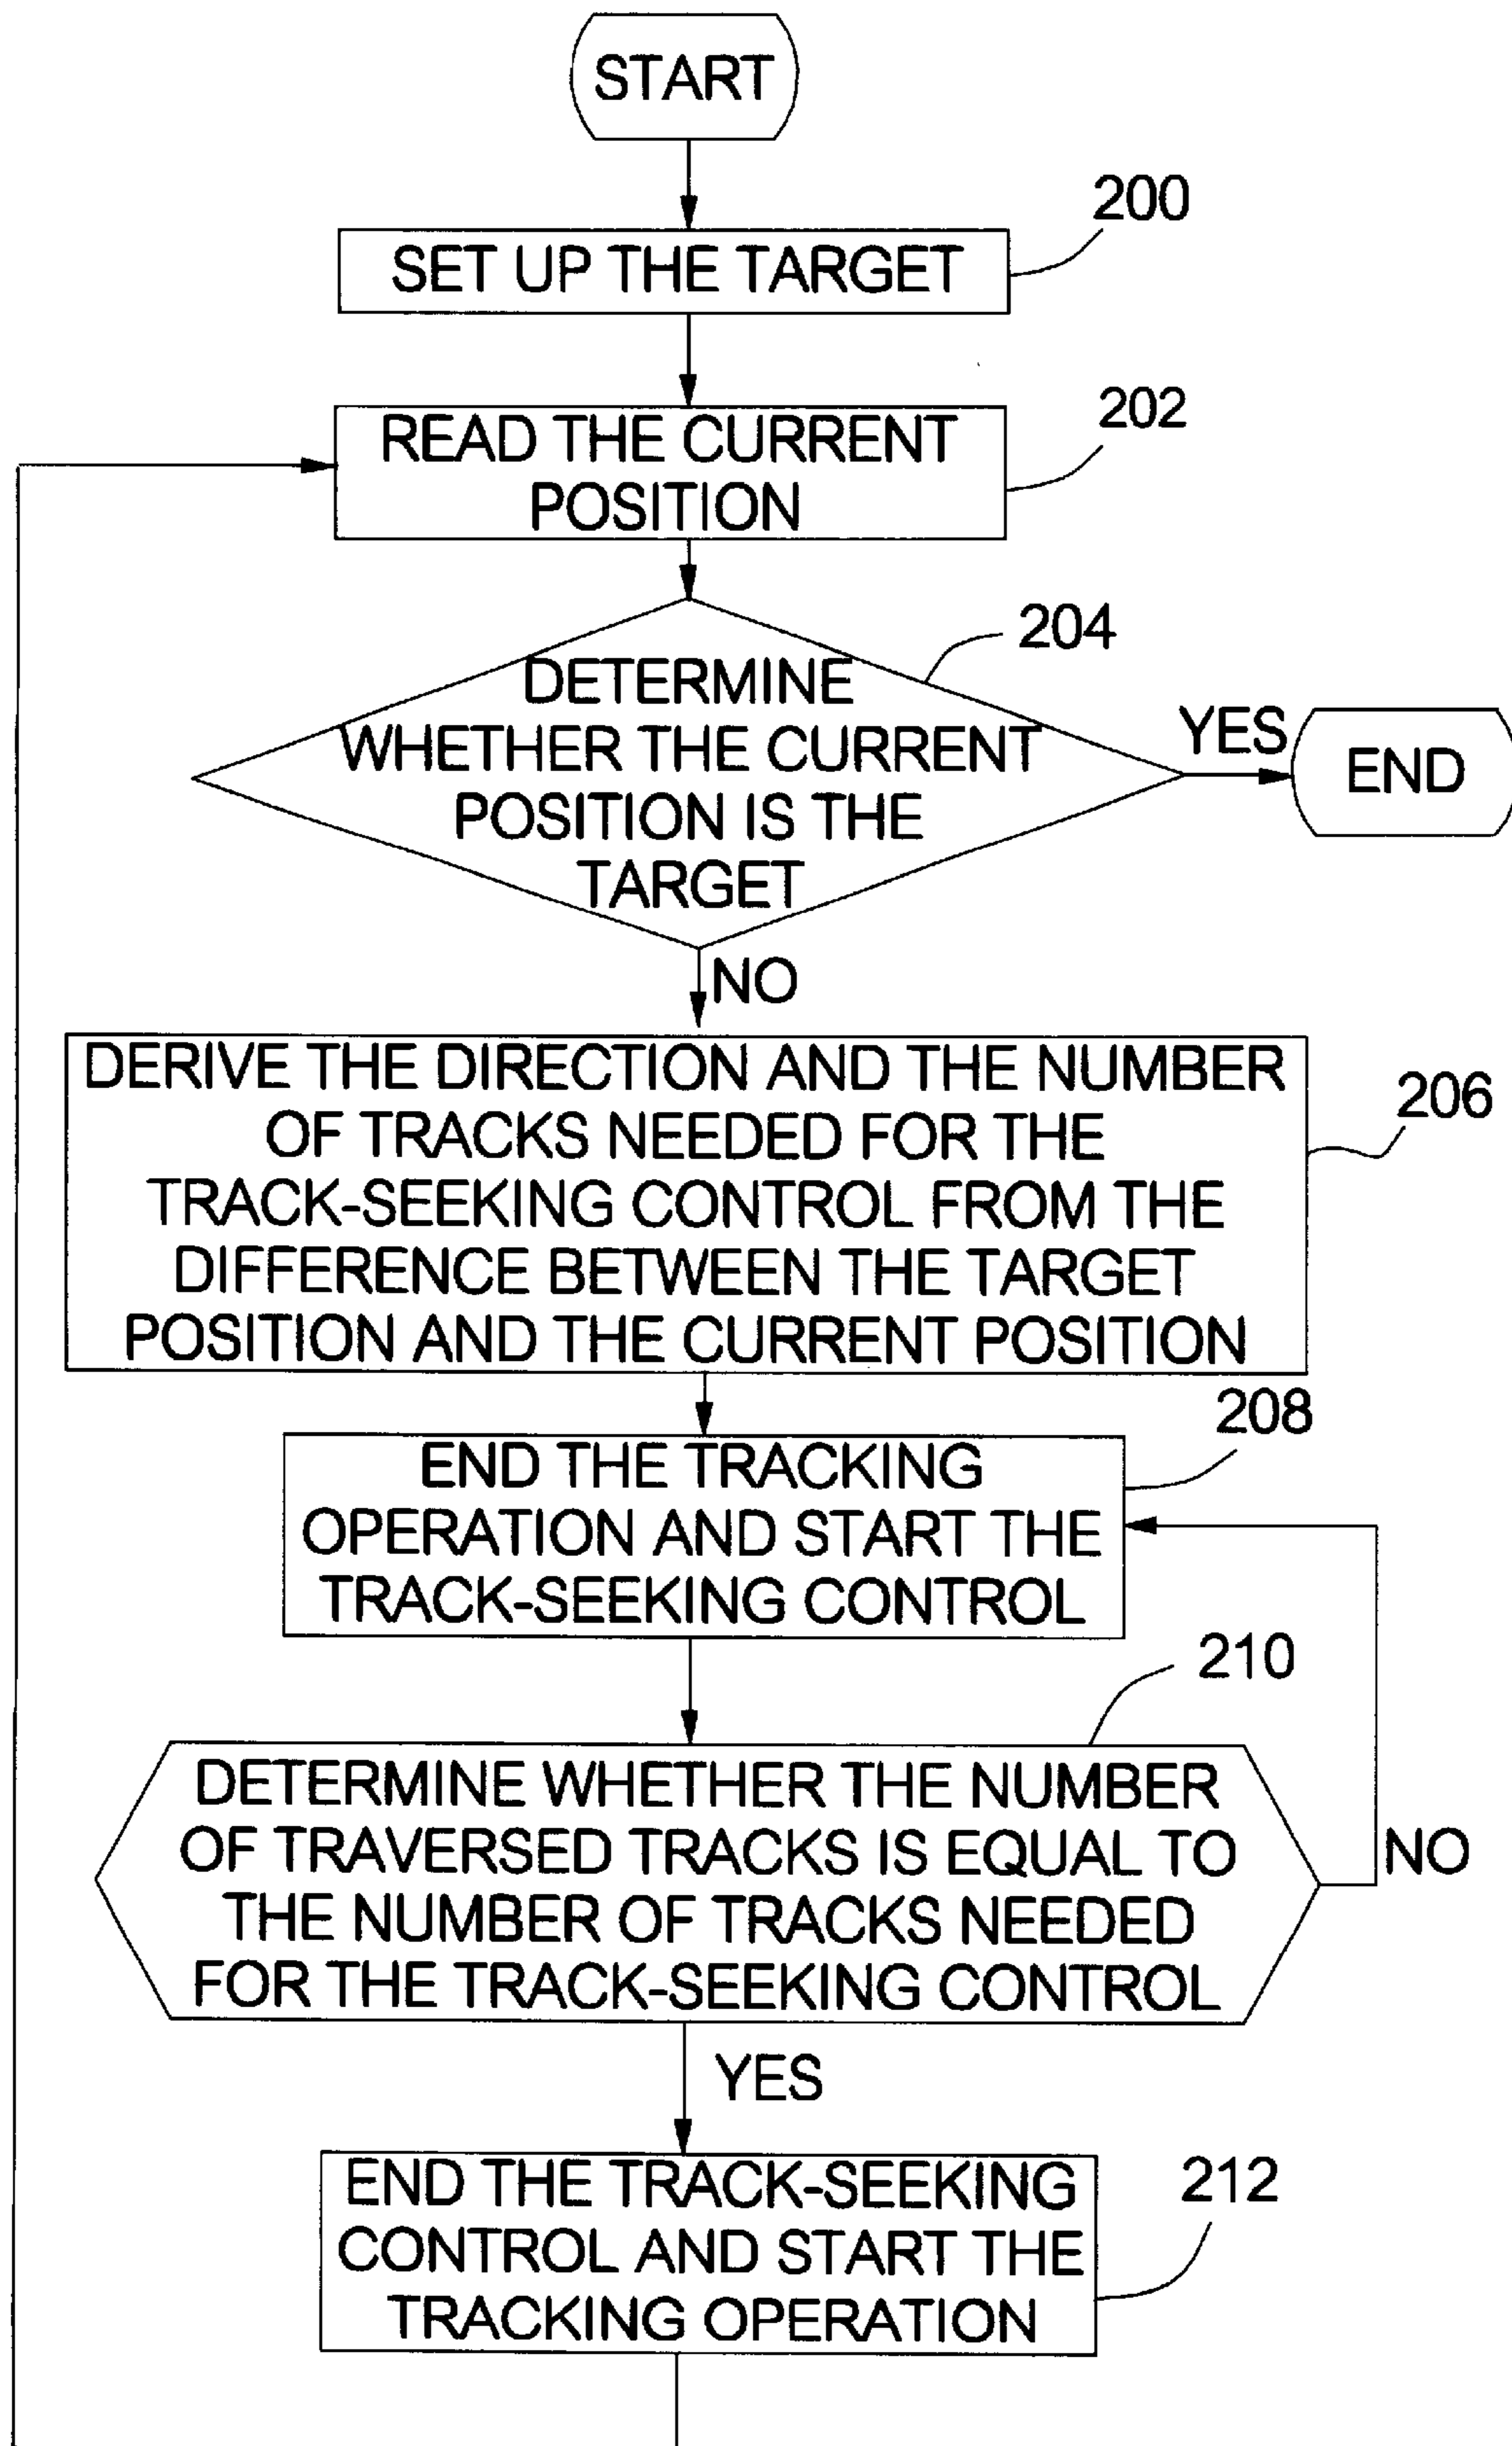 START
200
SET UP THE TARGET
202
READ THE CURRENT
POSITION
204
DETERMINE
WHETHER THE CURRENT
POSITION IS THE
TARGET
YES
END
NO
206
DERIVE THE DIRECTION AND THE NUMBER
OF TRACKS NEEDED FOR THE
TRACK-SEEKING CONTROL FROM THE
DIFFERENCE BETWEEN THE TARGET
POSITION AND THE CURRENT POSITION
208
END THE TRACKING
OPERATION AND START THE
TRACK-SEEKING CONTROL
210
DETERMINE WHETHER THE NUMBER
OF TRAVERSED TRACKS IS EQUAL TO
THE NUMBER OF TRACKS NEEDED
FOR THE TRACK-SEEKING CONTROL
NO
YES
212
END THE TRACK-SEEKING
CONTROL AND START THE
TRACKING OPERATION